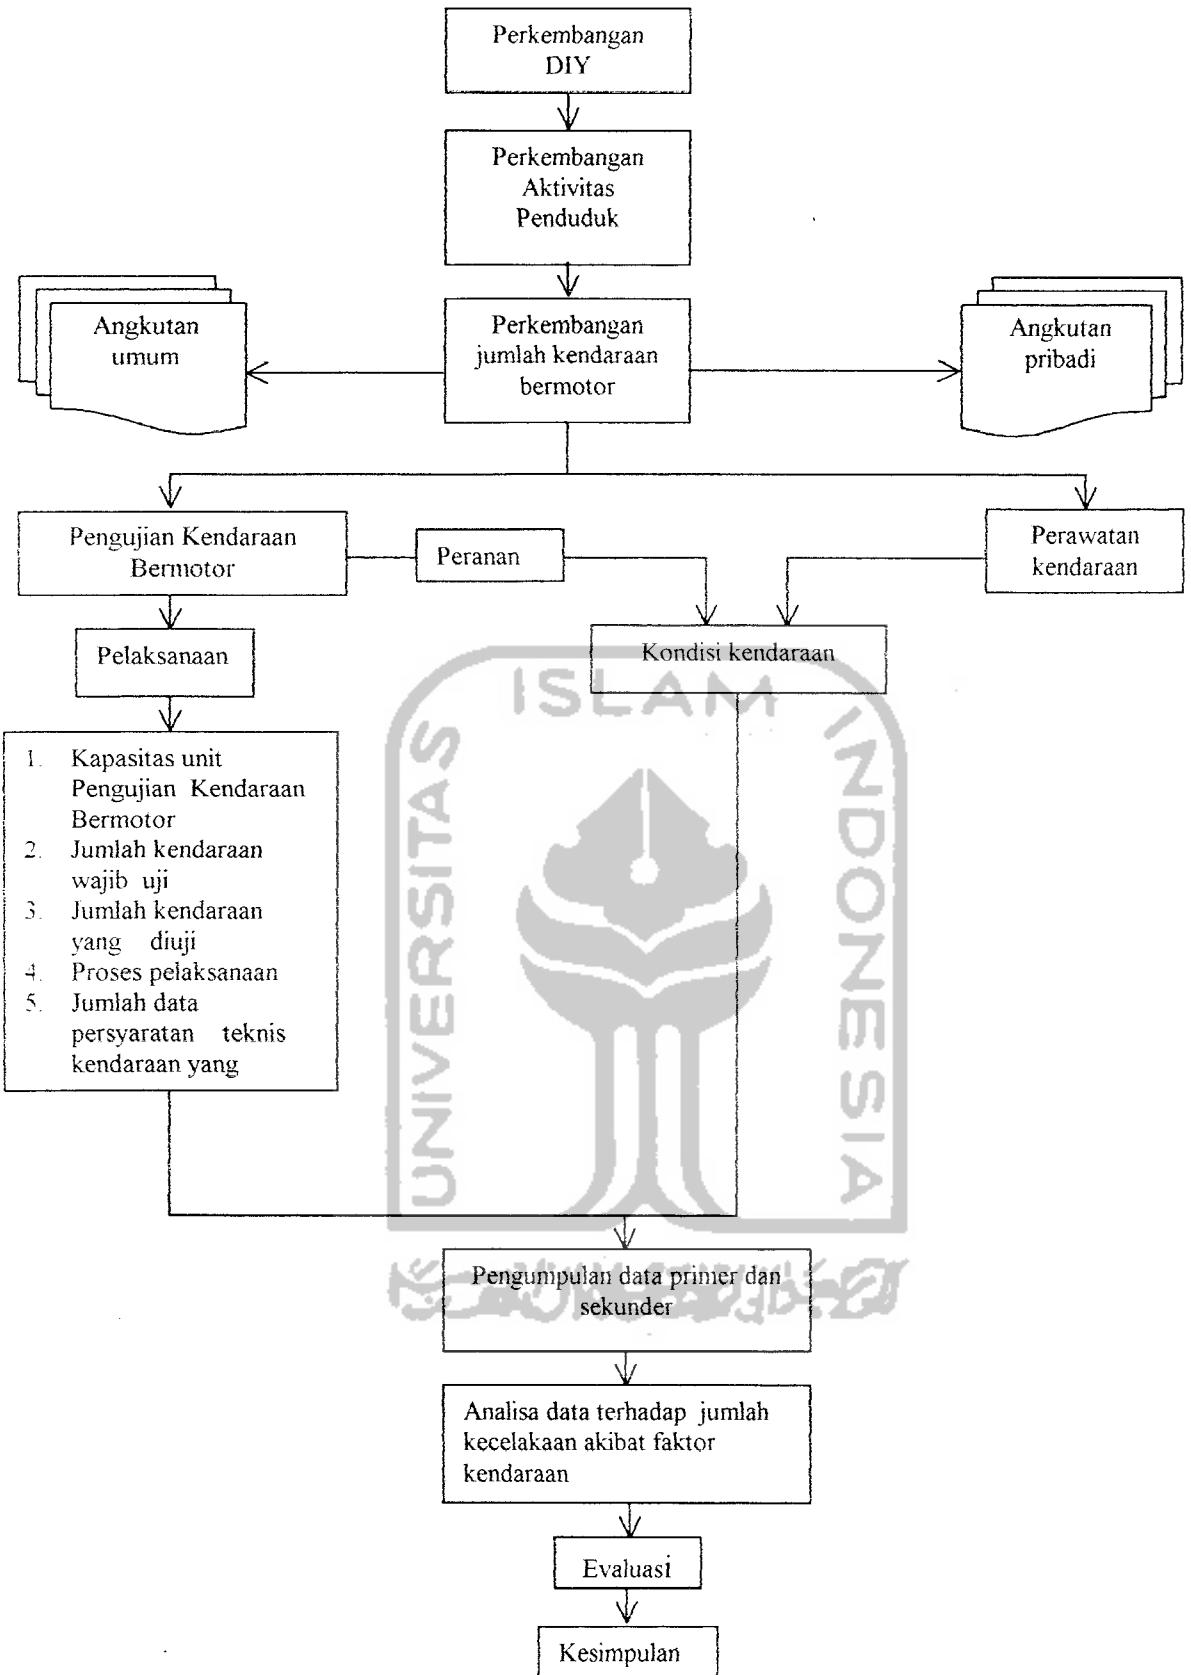 Perkembangan
DIY
Perkembangan
Aktivitas
Penduduk
Angkutan
umum
Perkembangan
jumlah kendaraan
bermotor
Angkutan
pribadi
Pengujian Kendaraan
Bermotor
Peranan
Perawatan
kendaraan
Pelaksanaan
Kondisi kendaraan
1. Kapasitas unit
Pengujian Kendaraan
Bermotor
2. Jumlah kendaraan
wajib uji
3. Jumlah kendaraan
yang diuji
4. Proses pelaksanaan
5. Jumlah data
persyaratan teknis
kendaraan yang
UNIVERSITAS
ISLAM
INDONESIA
Pengumpulan data primer dan
sekunder
Analisa data terhadap jumlah
kecelakaan akibat faktor
kendaraan
Evaluasi
Kesimpulan